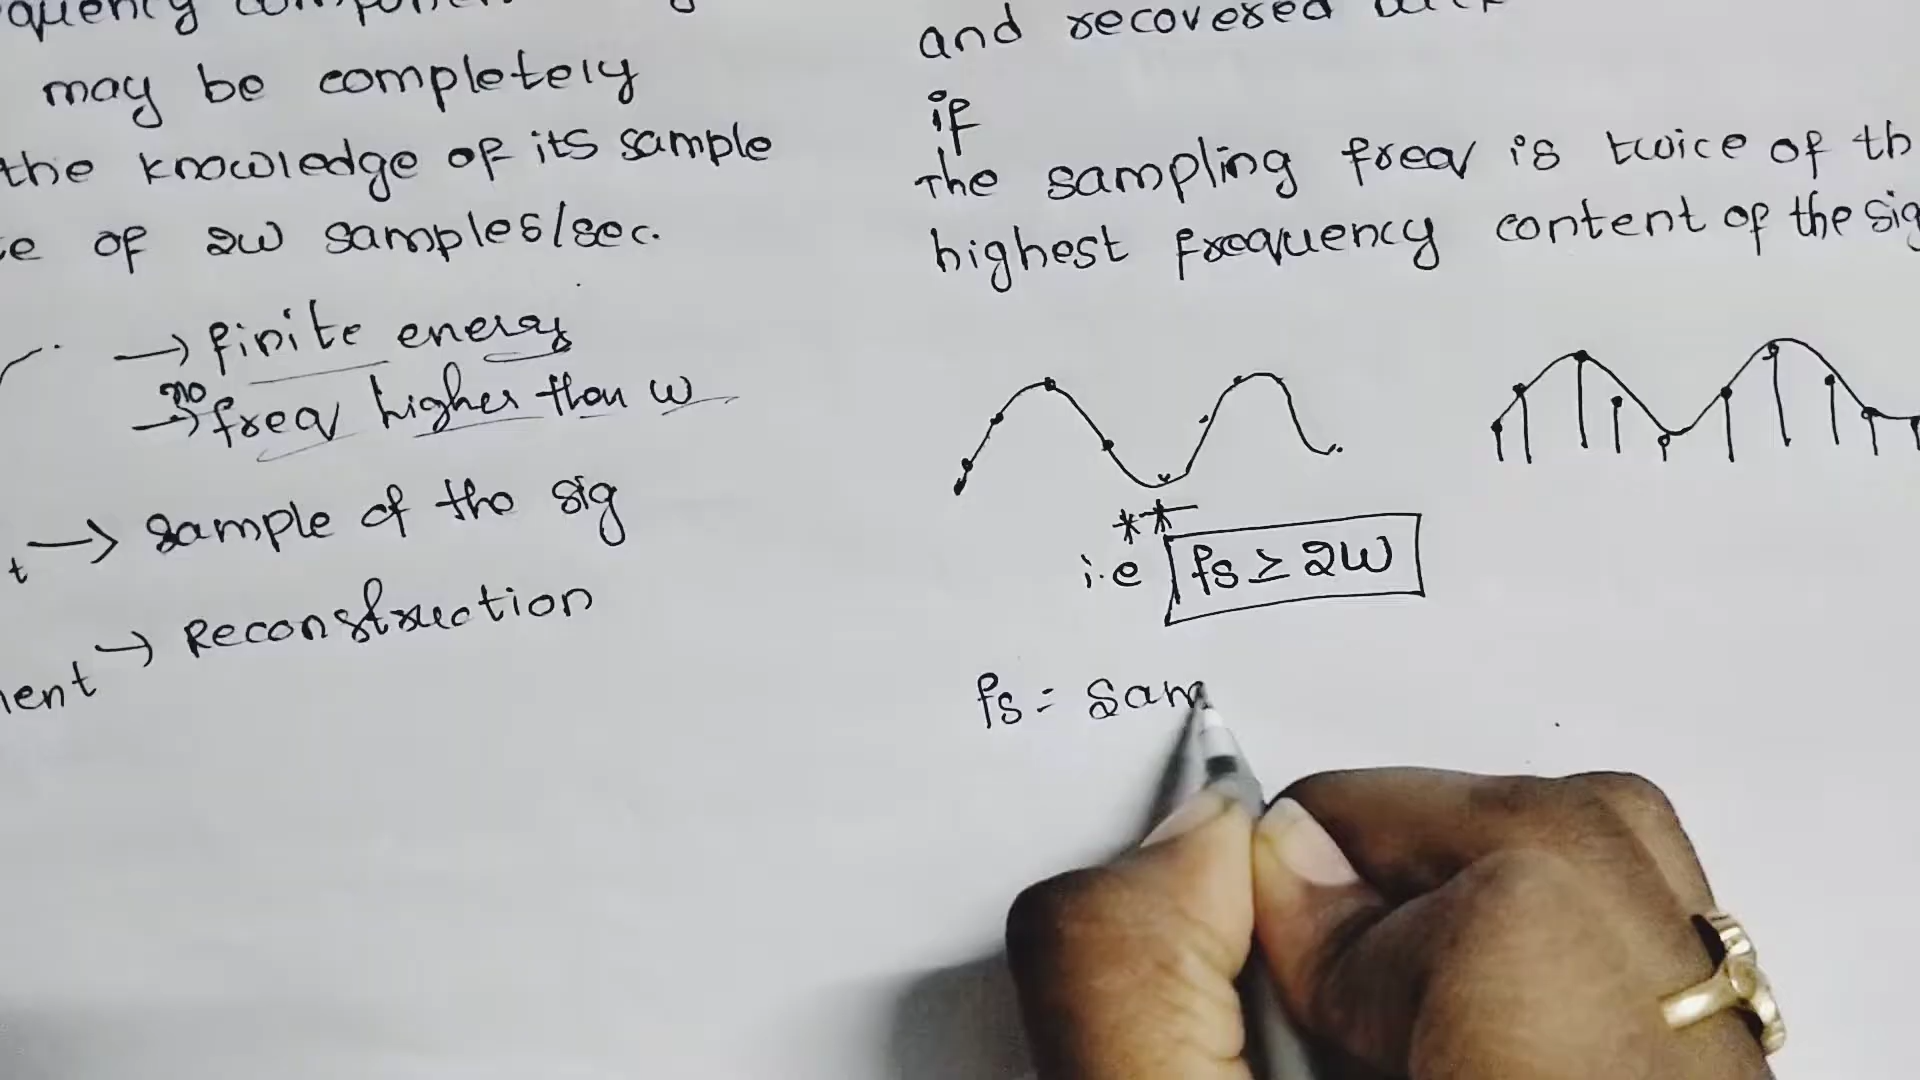 may be completely
the knowledge of its sample
of 2W samples/sec.
→ finite energy
no
→ freq higher than w
t → sample of the sig
→ Reconstruction
and recovered
if
The sampling freq is twice of th
highest frequency content of the sig
**
i.e fs ≥ 2W
fs = Sam